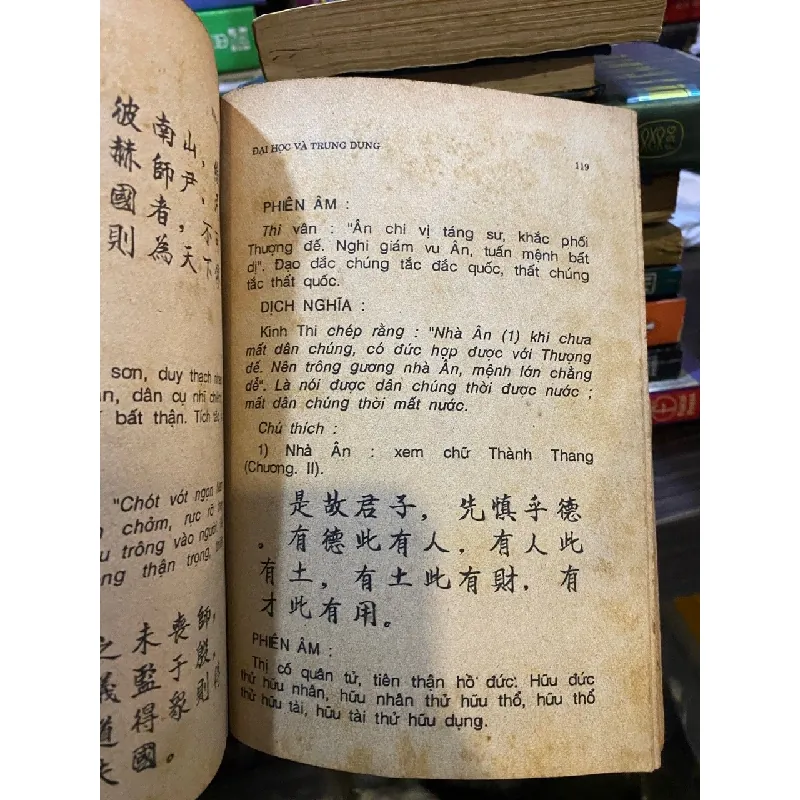 山，尹，不下
南師者，為天
彼赫國則
sơn, duy thạch
dân cụ nhĩ
bất thận. Tích
"Chót vót ngọn
chởm, rực rỡ
trông vào ngươi
thận trọng,
喪師，殷則
未于眾
之監得國。
義道
ĐẠI HỌC VÀ TRUNG DUNG
119
PHIÊN ÂM :
Thi vân : "Ân chi vị táng sư, khắc phối
Thượng đế. Nghi giám vu Ân, tuấn mệnh bất
dị". Đạo đắc chúng tắc đắc quốc, thất chúng
tắc thất quốc.
DỊCH NGHĨA :
Kinh Thi chép rằng : "Nhà Ân (1) khi chưa
mất dân chúng, có đức họp được với Thượng
đế. Nên trông gương nhà Ân, mệnh lớn chẳng
dễ". Là nói được dân chúng thời được nước ;
mất dân chúng thời mất nước.
Chú thích :
1) Nhà Ân : xem chữ Thành Thang
(Chương. II).
是故君子，先慎乎德
。有德此有人．有人此
有土，有土此有財．有
才此有用。
PHIÊN ÂM :
Thị cố quân tử, tiên thận hồ đức. Hữu đức
thử hữu nhân, hữu nhân thử hữu thổ, hữu thổ
thử hữu tài, hữu tài thử hữu dụng.